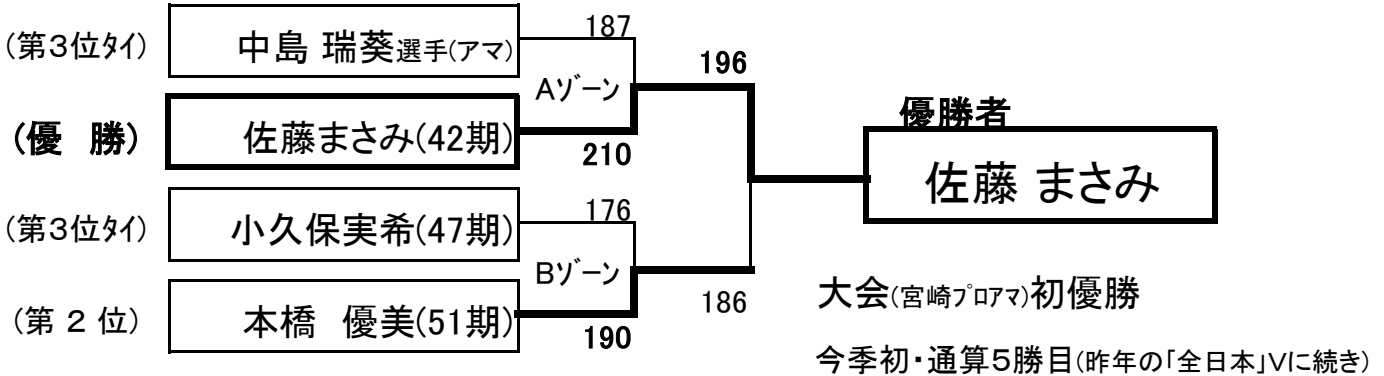 (第3位ﾀｲ) 中島 瑞葵選手(アマ) 187
Aｿﾞｰﾝ 196
(優 勝) 佐藤まさみ(42期) 210
優勝者
佐藤 まさみ
(第3位ﾀｲ) 小久保実希(47期) 176
Bｿﾞｰﾝ 186
(第 2 位) 本橋 優美(51期) 190
大会(宮崎ﾌﾟﾛｱﾏ)初優勝
今季初・通算5勝目(昨年の「全日本」Vに続き)